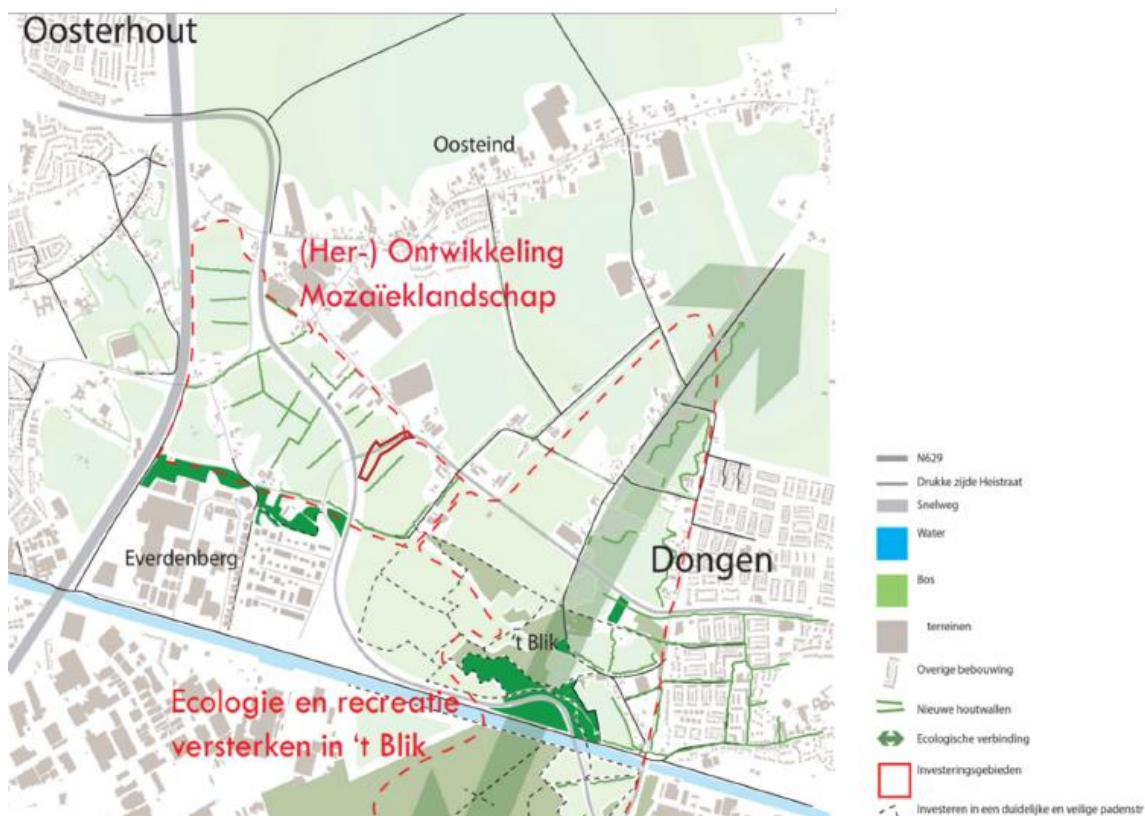 Oosterhout
Oosteind
(Her-) Ontwikkeling
Mozaïeklandschap
Everdenberg
Dongen
't Blik
Ecologie en recreatie
versterken in 't Blik
N629
Drukke zijde Heistraat
Snelweg
Water
Bos
terreinen
Overige bebouwing
Nieuwe houtwallen
Ecologische verbinding
Investeringsgebieden
Investeren in een duidelijke en veilige padenstr